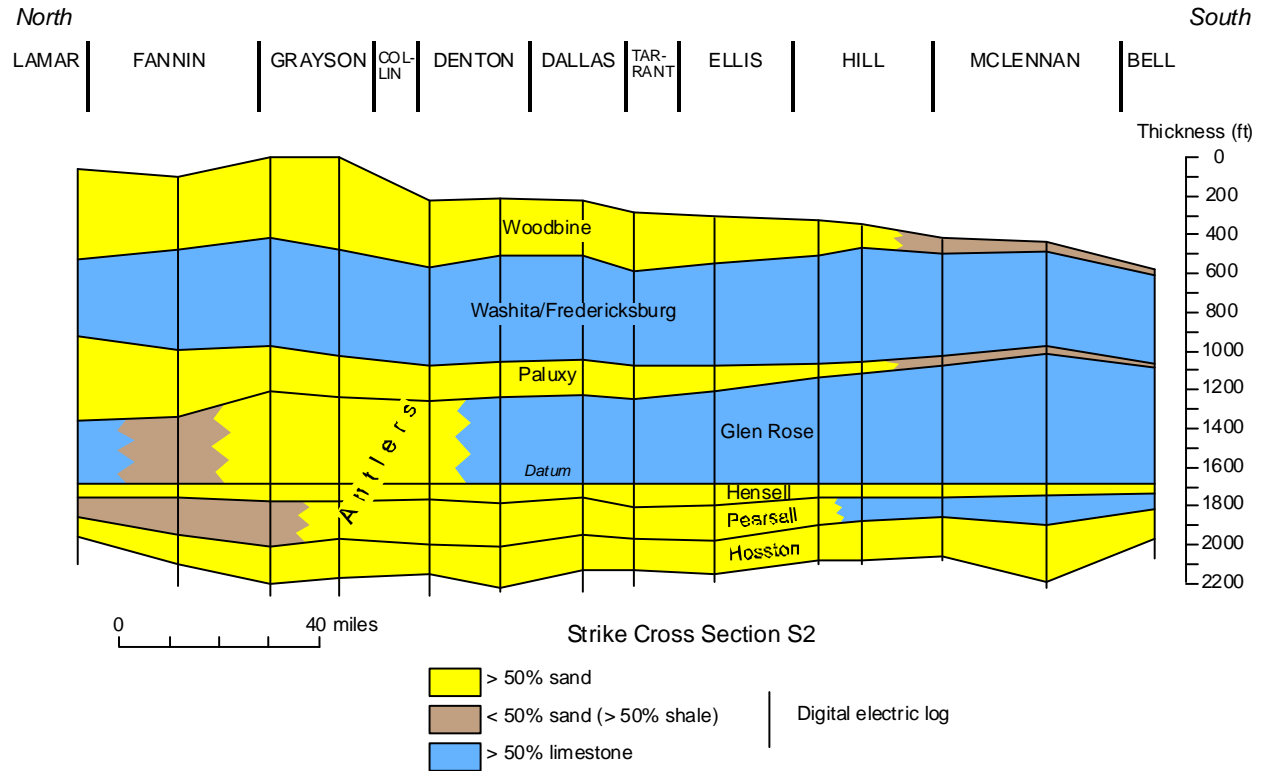 North
South
LAMAR
FANNIN
GRAYSON
COL-
LIN
DENTON
DALLAS
TAR-
RANT
ELLIS
HILL
MCLENNAN
BELL
Thickness (ft)
0
200
400
600
800
1000
1200
1400
1600
1800
2000
2200
Woodbine
Washita/Fredericksburg
Paluxy
Antlers
Glen Rose
Datum
Hensell
Pearsall
Hosston
0 40 miles
Strike Cross Section S2
> 50% sand
< 50% sand (> 50% shale)
> 50% limestone
Digital electric log